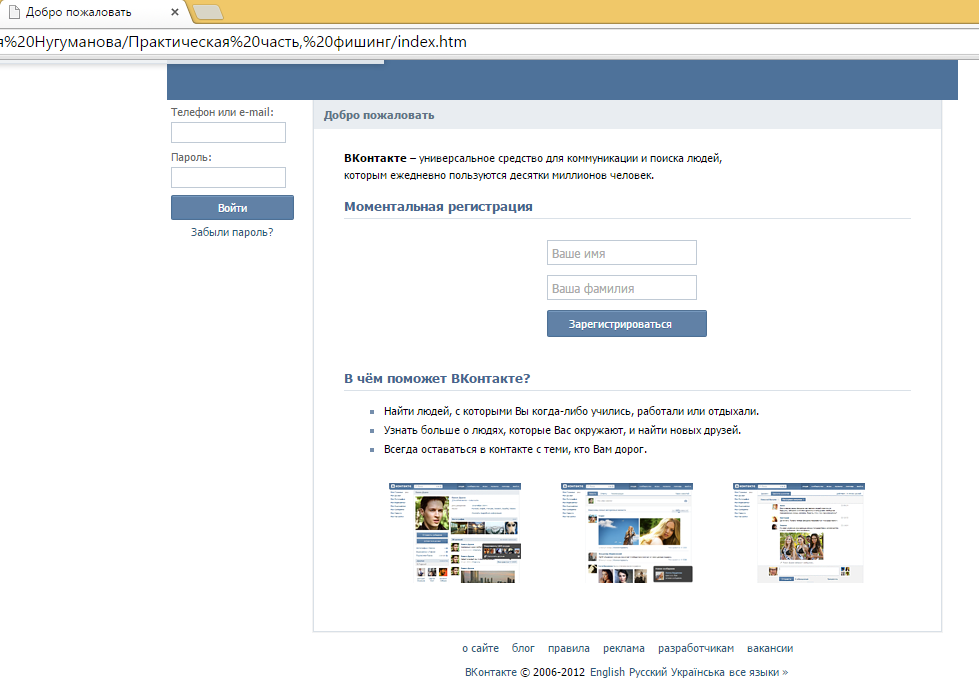 Добро пожаловать
я%20Нугуманова/Практическая%20часть,%20фишинг/index.htm
Телефон или e-mail:
Пароль:
Войти
Забыли пароль?
Добро пожаловать
ВКонтакте – универсальное средство для коммуникации и поиска людей,
которым ежедневно пользуются десятки миллионов человек.
Моментальная регистрация
Ваше имя
Ваша фамилия
Зарегистрироваться
В чём поможет ВКонтакте?
Найти людей, с которыми Вы когда-либо учились, работали или отдыхали.
Узнать больше о людях, которые Вас окружают, и найти новых друзей.
Всегда оставаться в контакте с теми, кто Вам дорог.
о сайте блог правила реклама разработчикам вакансии
ВКонтакте © 2006-2012 English Русский Українська все языки »